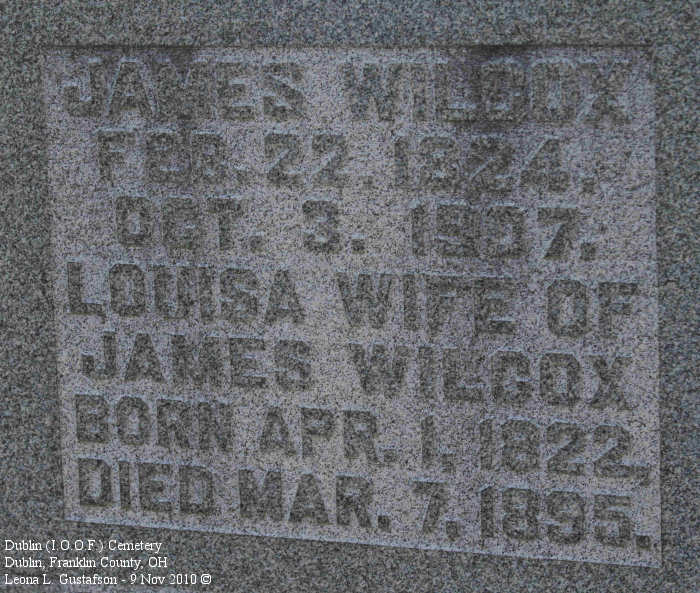 JAMES WILCOX
FEB. 22. 1824.
OCT. 3. 1907.
LOUISA WIFE OF
JAMES WILCOX
BORN APR. 1. 1822.
DIED MAR. 7. 1895.
Dublin (I.O.O.F.) Cemetery
Dublin, Franklin County, OH
Leona L. Gustafson - 9 Nov 2010 ©